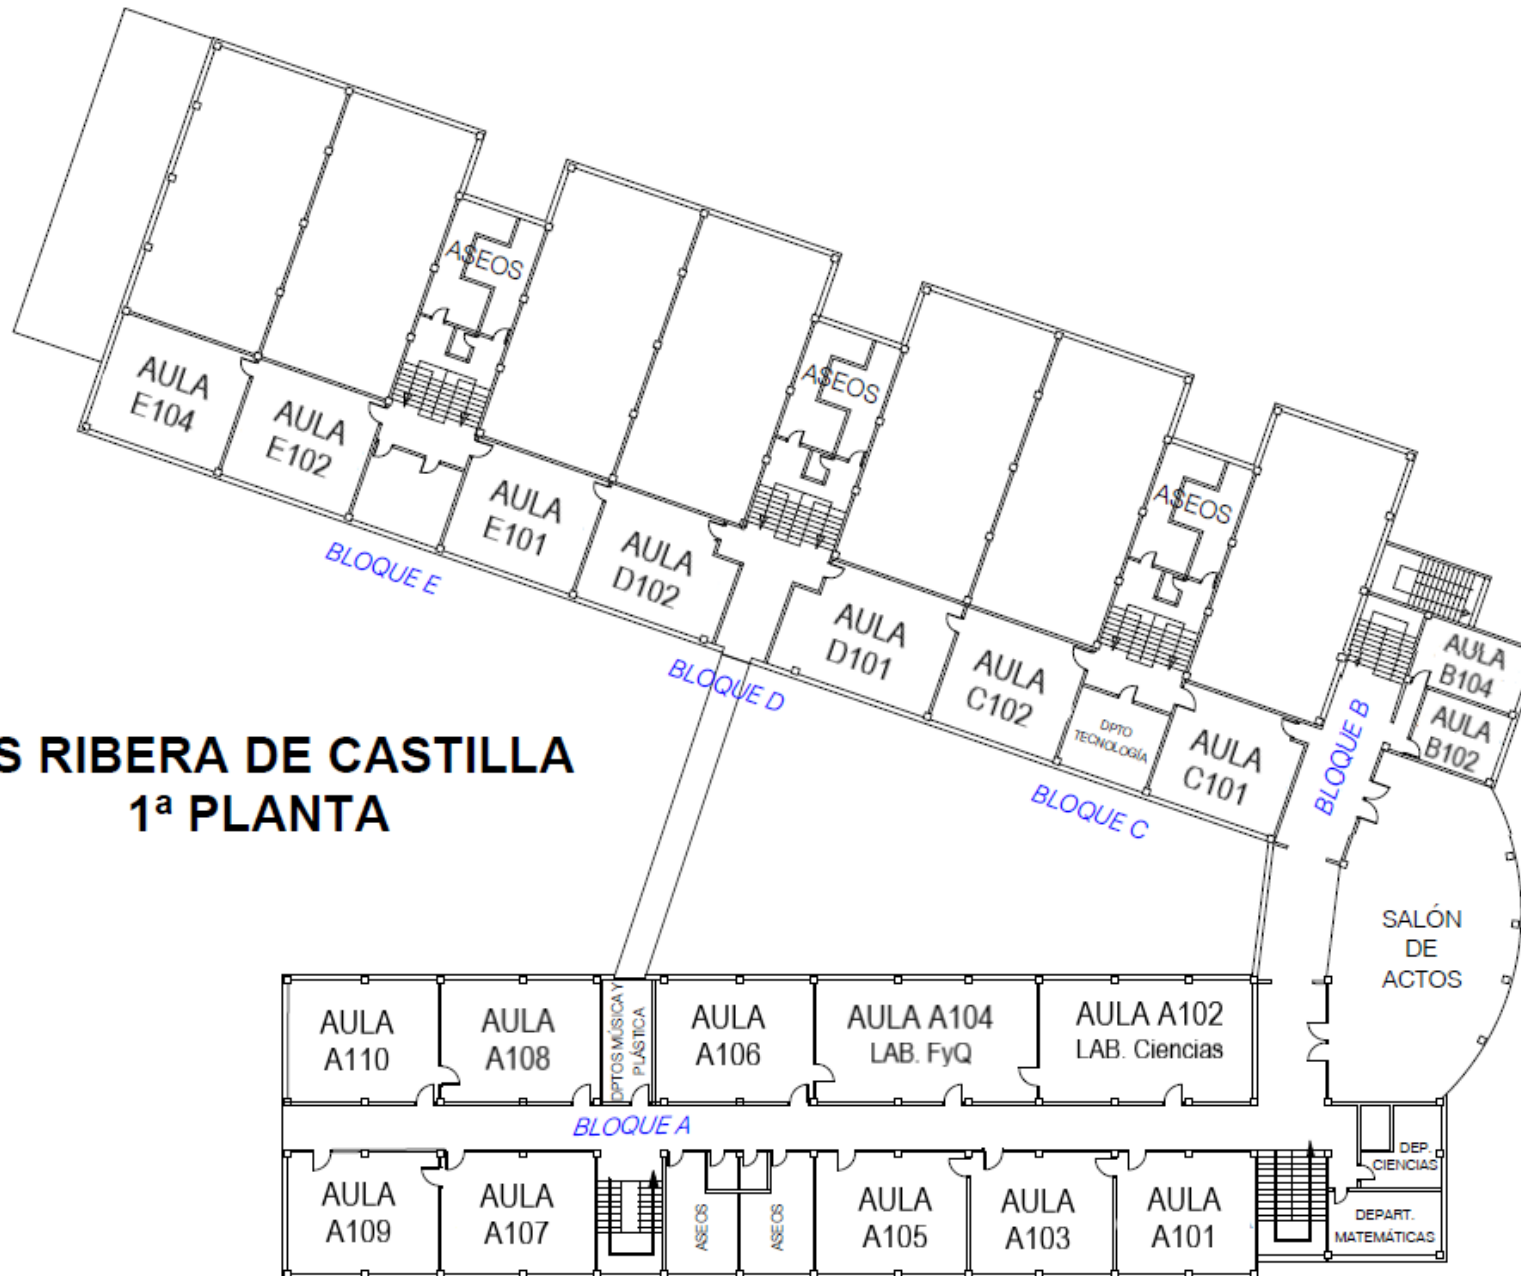 ASEOS
AULA
E104
AULA
E102
ASEOS
AULA
E101
AULA
D102
BLOQUE E
ASEOS
AULA
D101
AULA
C102
BLOQUE D
DPTO
TECNOLOGÍA
AULA
C101
BLOQUE C
BLOQUE B
AULA
B104
AULA
B102
S RIBERA DE CASTILLA
1ª PLANTA
SALÓN
DE
ACTOS
AULA
A110
AULA
A108
DPTOS MÚSICA Y
PLÁSTICA
AULA
A106
AULA A104
LAB. FyQ
AULA A102
LAB. Ciencias
BLOQUE A
AULA
A109
AULA
A107
ASEOS
ASEOS
AULA
A105
AULA
A103
AULA
A101
DEP.
CIENCIAS
DEPART.
MATEMÁTICAS